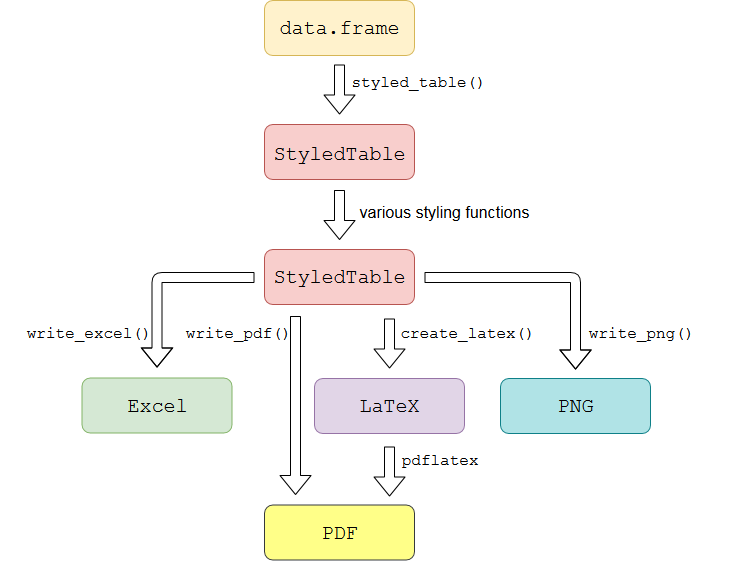 data.frame
styled_table()
StyledTable
various styling functions
StyledTable
write_excel()
write_pdf()
create_latex()
write_png()
Excel
LaTeX
PNG
pdflatex
PDF